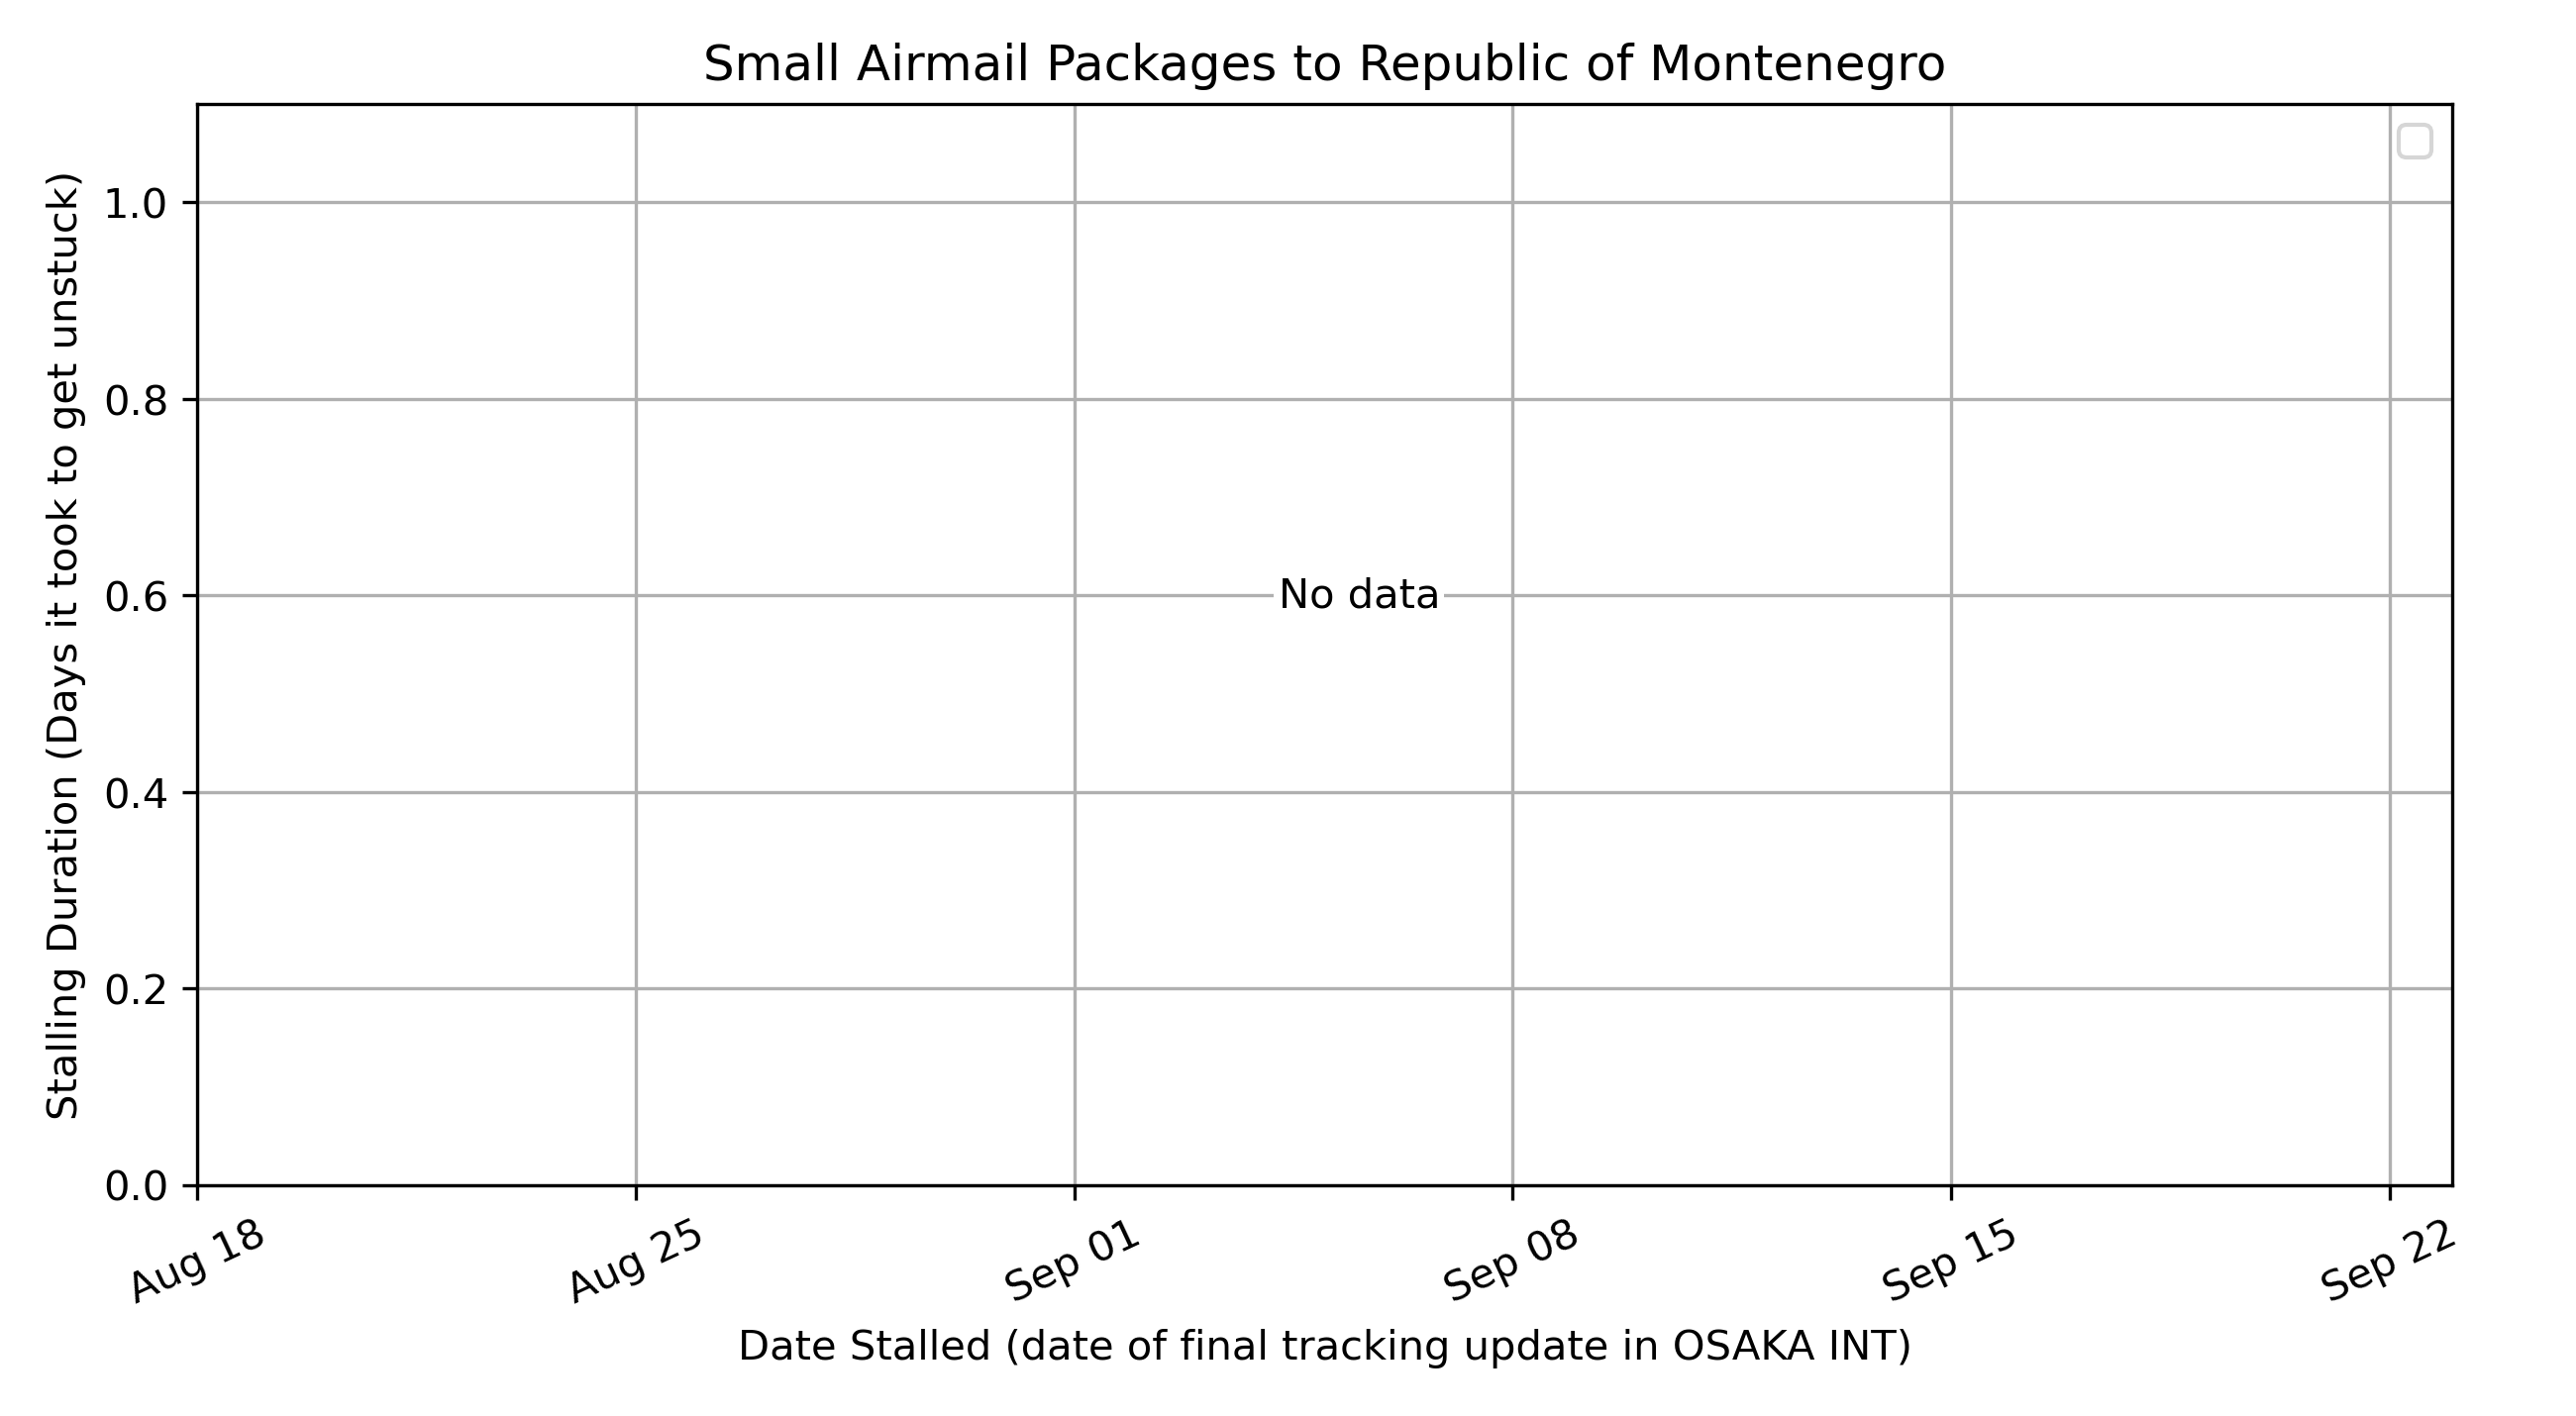 Small Airmail Packages to Republic of Montenegro
Stalling Duration (Days it took to get unstuck)
1.0
0.8
0.6
0.4
0.2
0.0
No data
Aug 18
Aug 25
Sep 01
Sep 08
Sep 15
Sep 22
Date Stalled (date of final tracking update in OSAKA INT)